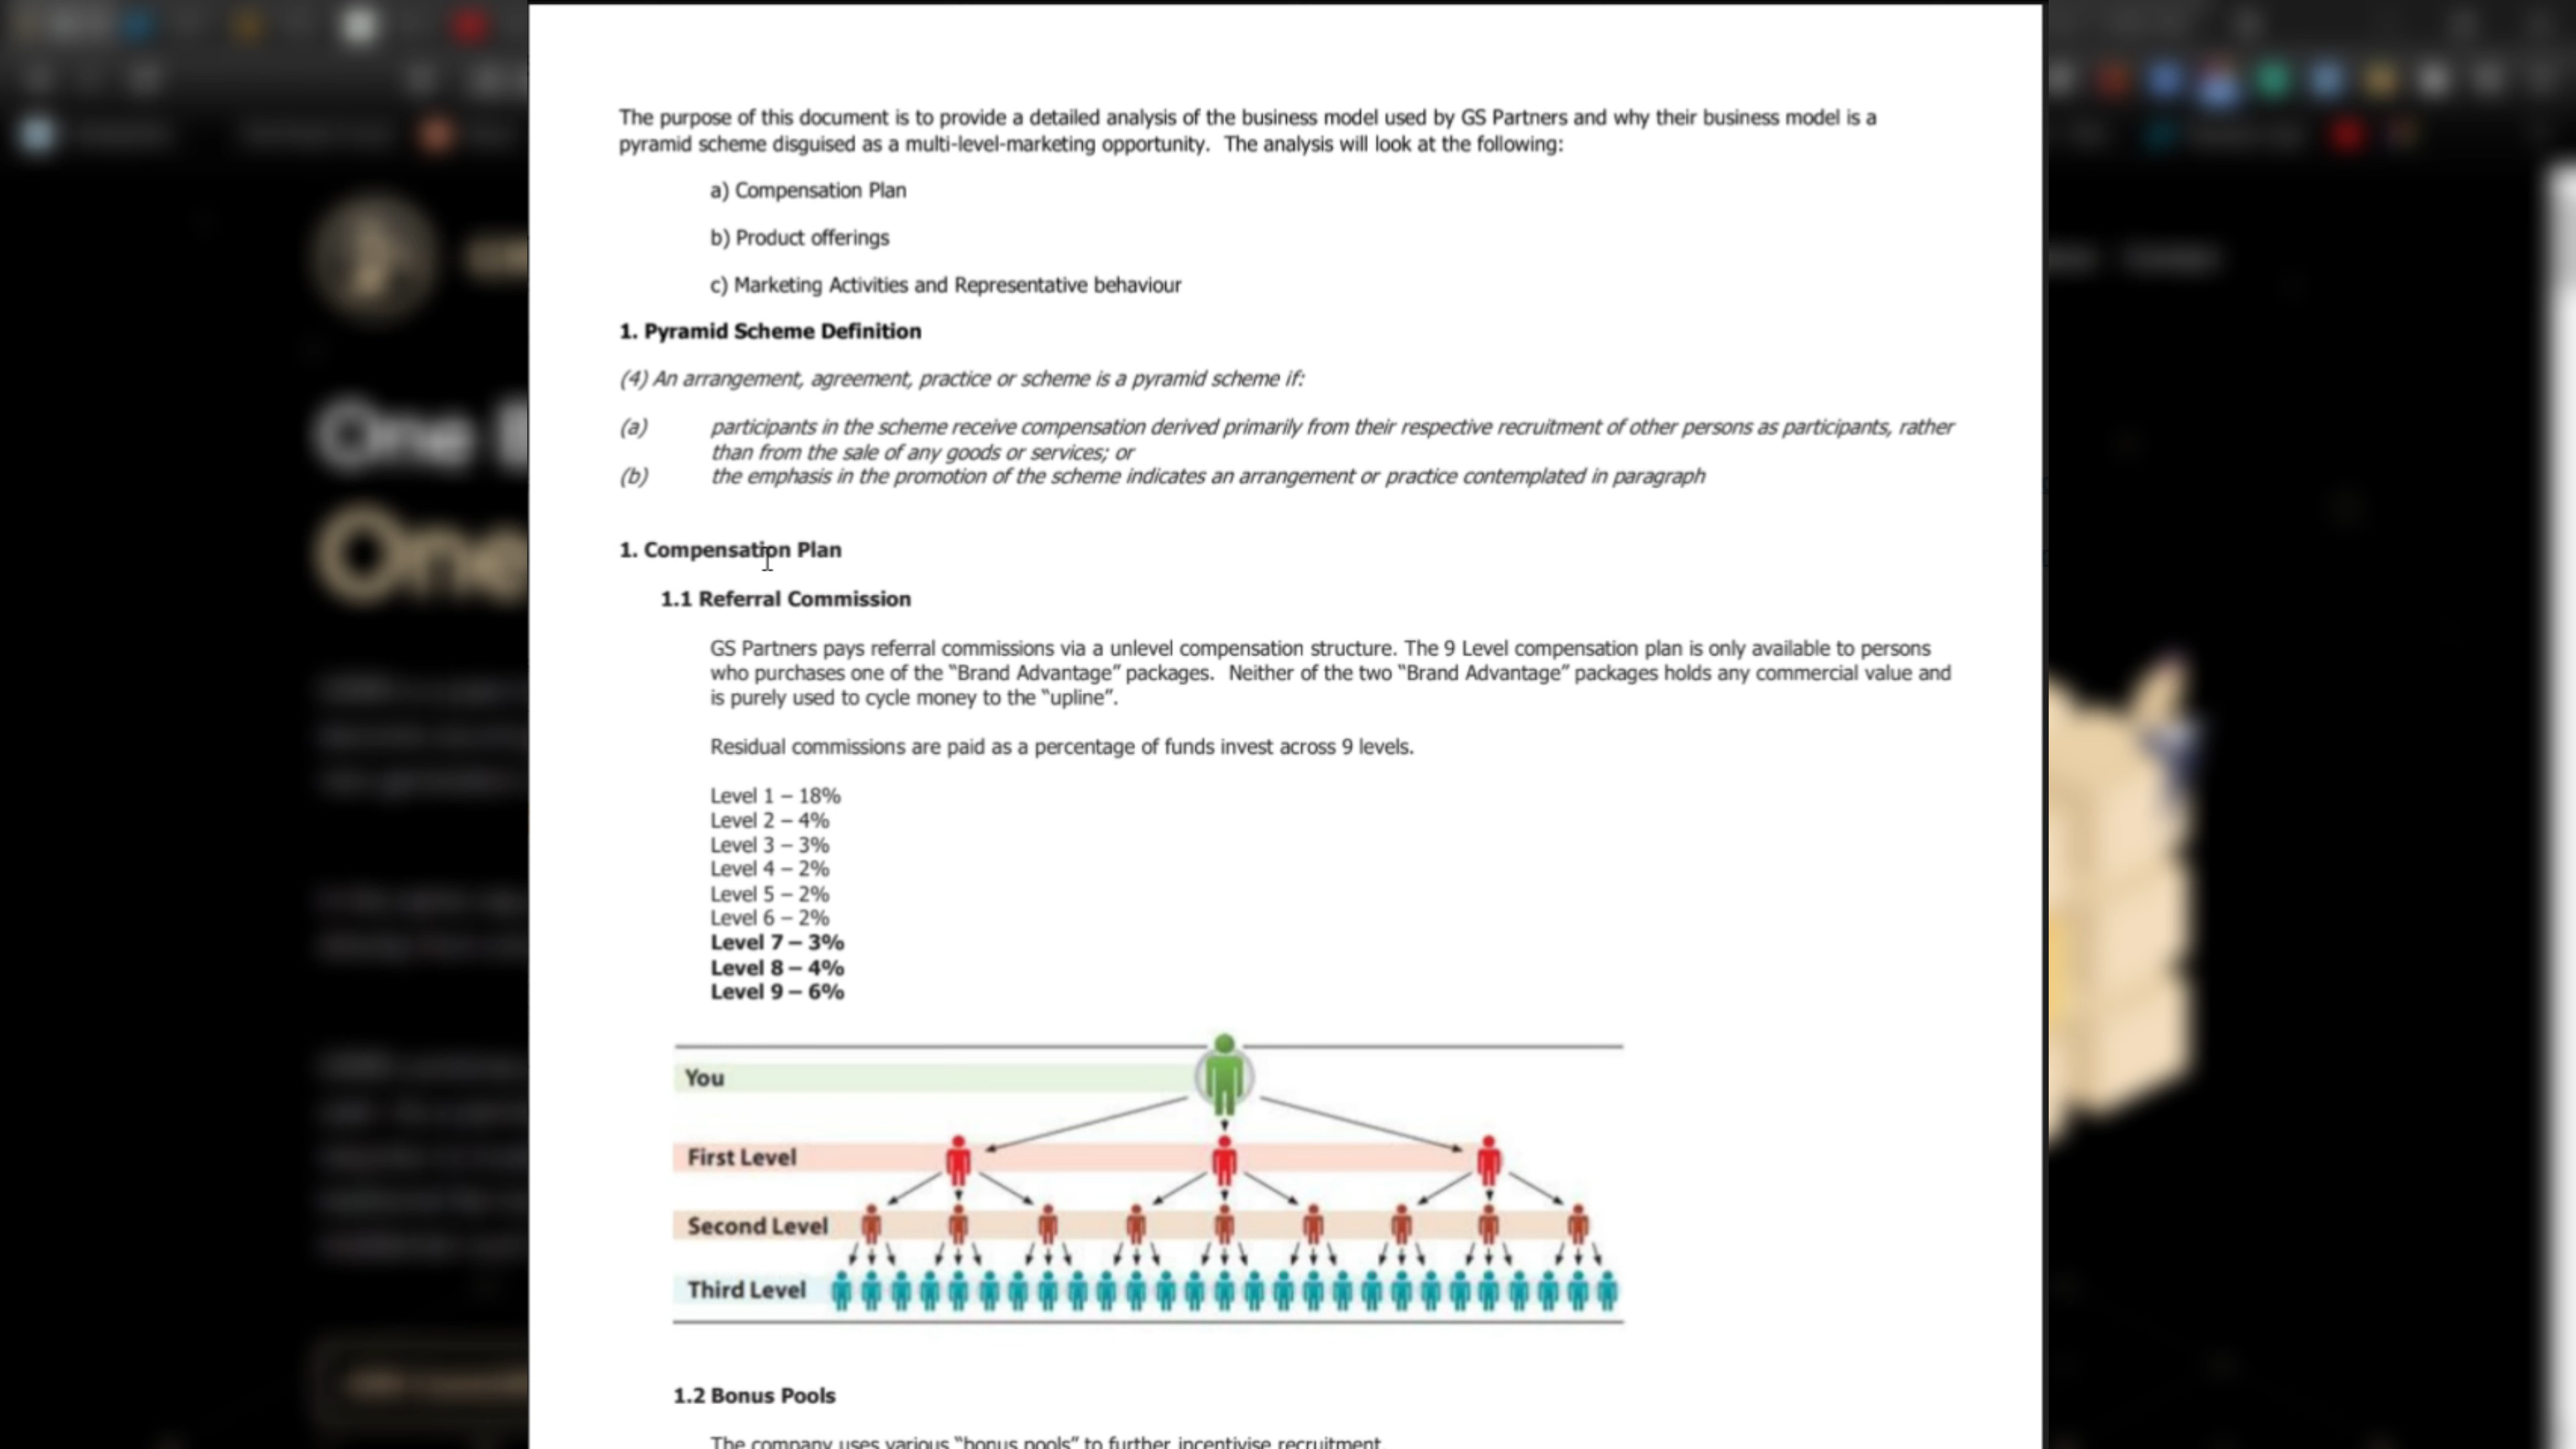 The purpose of this document is to provide a detailed analysis of the business model used by GS Partners and why their business model is a
pyramid scheme disguised as a multi-level-marketing opportunity. The analysis will look at the following:
a) Compensation Plan
b) Product offerings
c) Marketing Activities and Representative behaviour
1. Pyramid Scheme Definition
(4) An arrangement, agreement, practice or scheme is a pyramid scheme if:
(a) participants in the scheme receive compensation derived primarily from their respective recruitment of other persons as participants, rather
than from the sale of any goods or services; or
(b) the emphasis in the promotion of the scheme indicates an arrangement or practice contemplated in paragraph
1. Compensation Plan
1.1 Referral Commission
GS Partners pays referral commissions via a unlevel compensation structure. The 9 Level compensation plan is only available to persons
who purchases one of the “Brand Advantage” packages. Neither of the two “Brand Advantage” packages holds any commercial value and
is purely used to cycle money to the “upline”.
Residual commissions are paid as a percentage of funds invest across 9 levels.
Level 1 – 18%
Level 2 – 4%
Level 3 – 3%
Level 4 – 2%
Level 5 – 2%
Level 6 – 2%
Level 7 – 3%
Level 8 – 4%
Level 9 – 6%
You
First Level
Second Level
Third Level
1.2 Bonus Pools
The company uses various “bonus pools” to further incentivise recruitment.
One
One